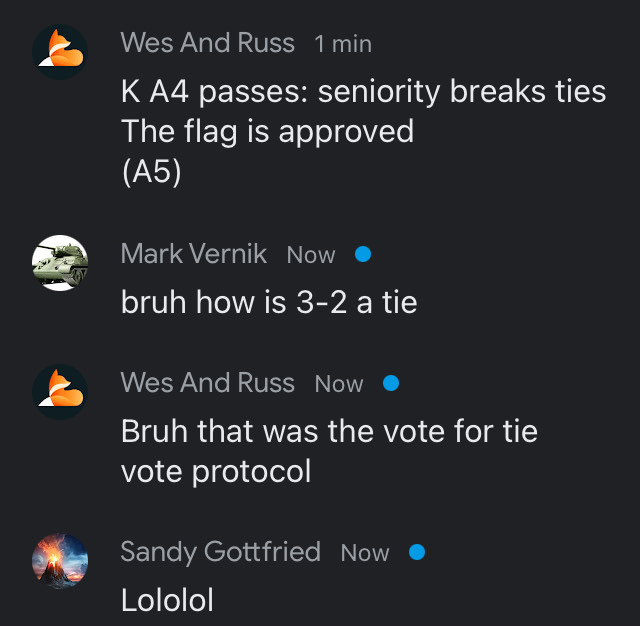 Wes And Russ 1 min
K A4 passes: seniority breaks ties
The flag is approved
(A5)
Mark Vernik Now
bruh how is 3-2 a tie
Wes And Russ Now
Bruh that was the vote for tie
vote protocol
Sandy Gottfried Now
Lololol